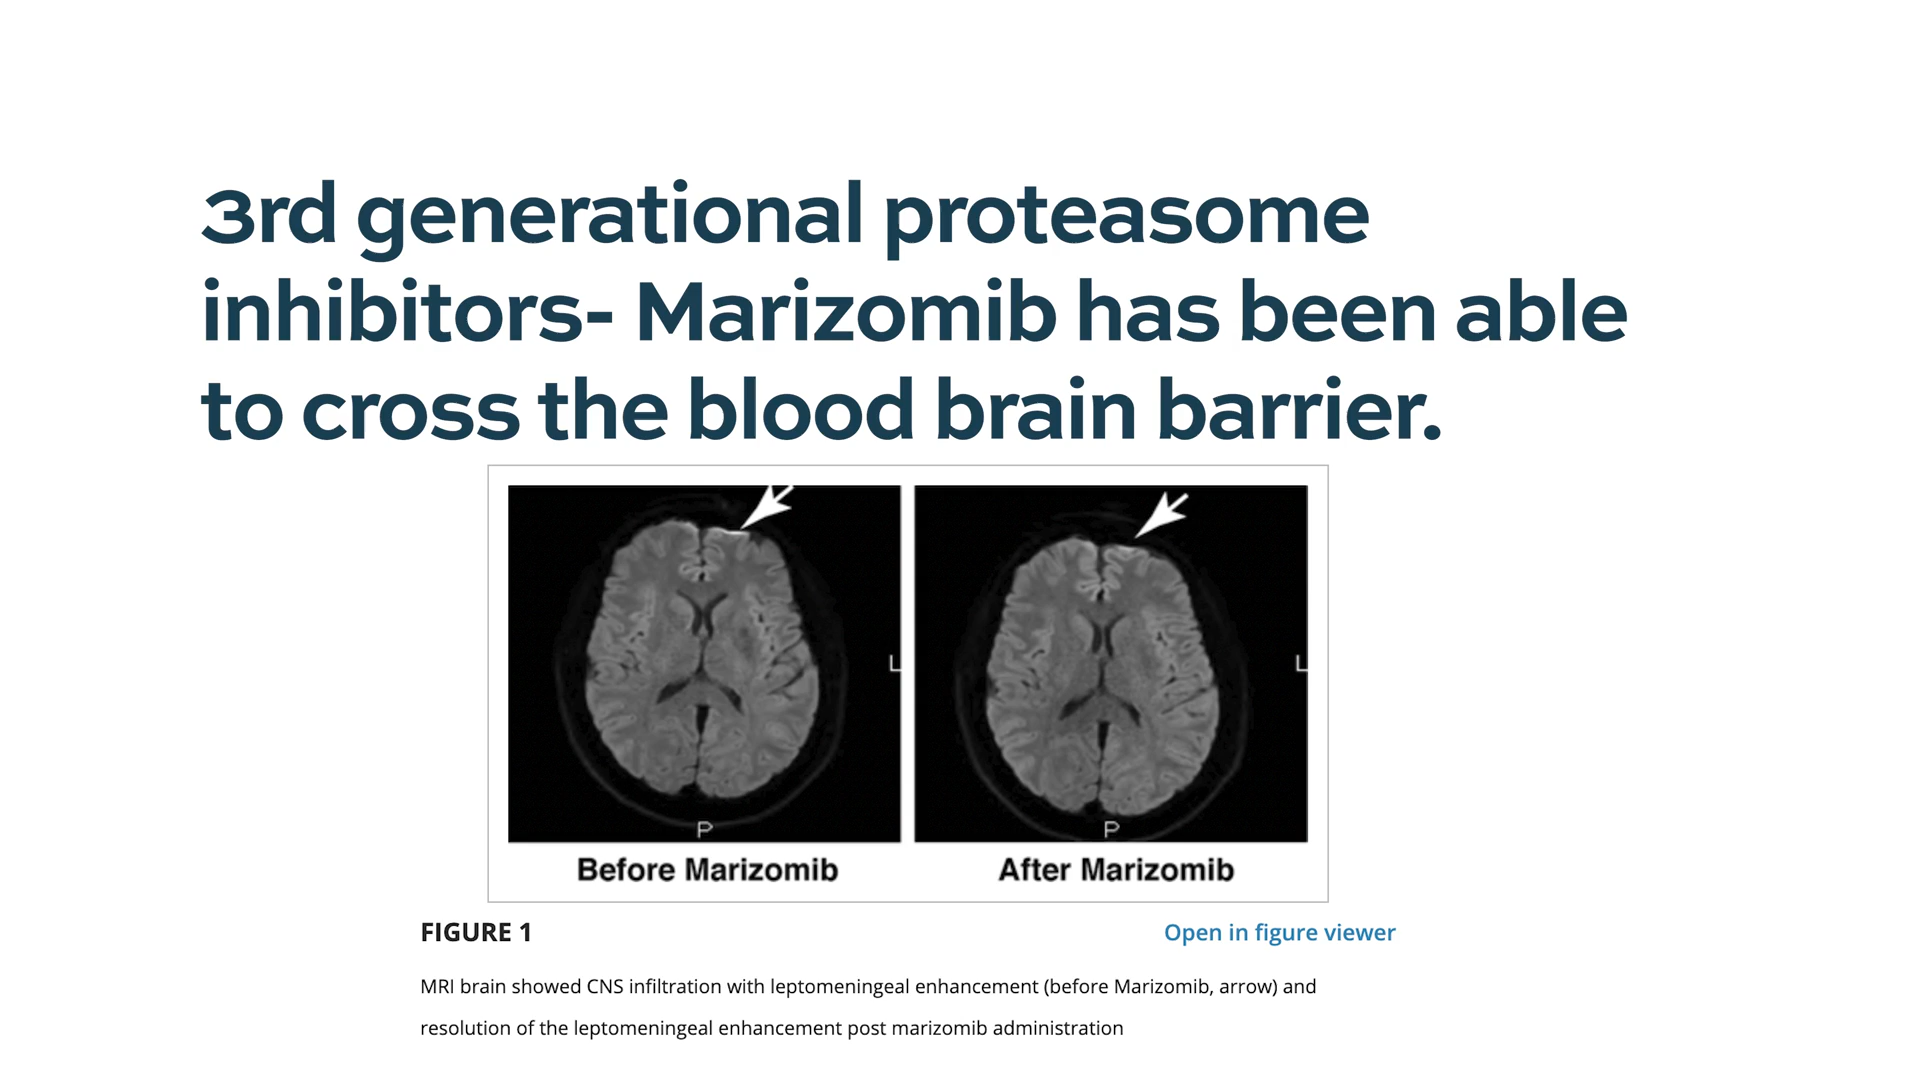 3rd generational proteasome
inhibitors- Marizomib has been able
to cross the blood brain barrier.
L
L
P
P
Before Marizomib
After Marizomib
FIGURE 1
Open in figure viewer
MRI brain showed CNS infiltration with leptomeningeal enhancement (before Marizomib, arrow) and
resolution of the leptomeningeal enhancement post marizomib administration